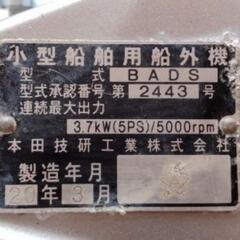 小型船舶用船外機
型式 BADS
型式承認番号第 2443 号
連続最大出力
3.7kW(5PS)/5000rpm
本田技研工業株式会社
製造年月
20年3月